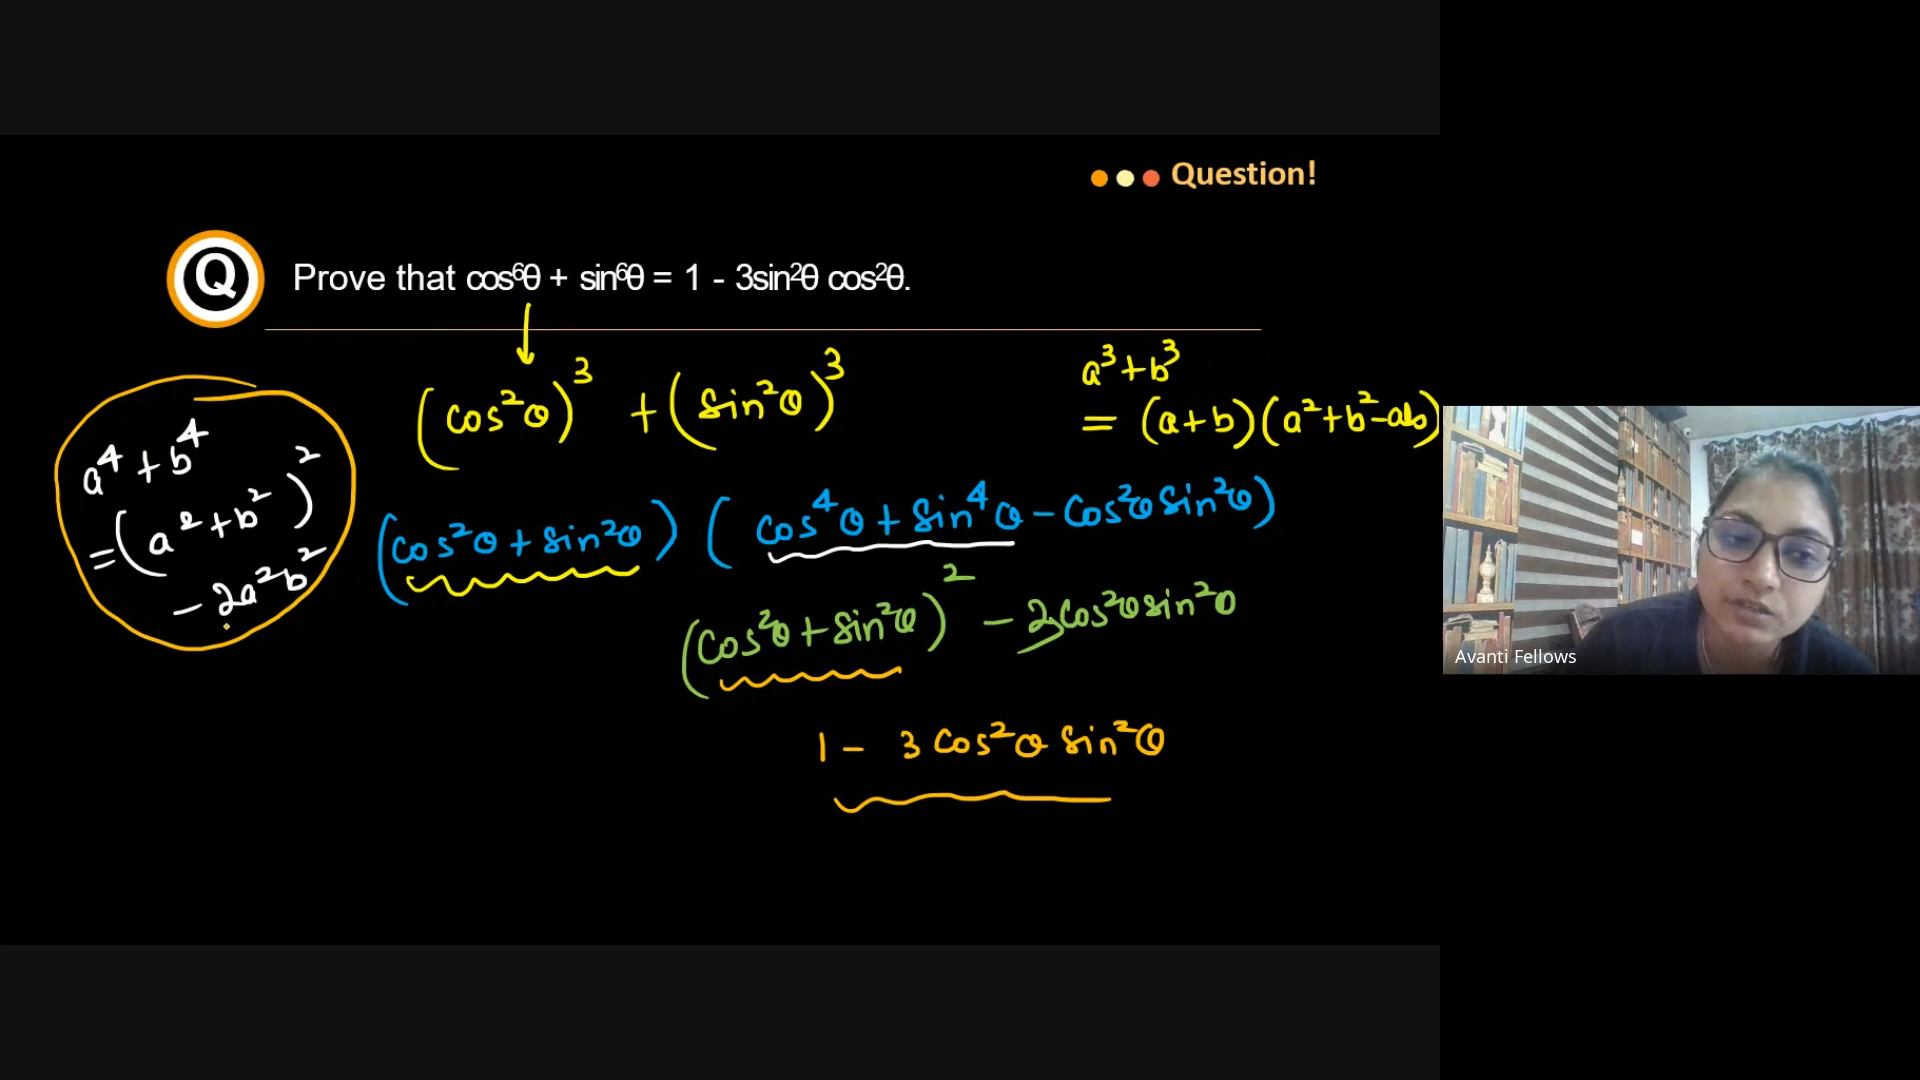 Question!
Q
Prove that cos⁶θ + sin⁶θ = 1 - 3sin²θ cos²θ.
(cos²θ)³ + (sin²θ)³
a³+b³
= (a+b)(a²+b²-ab)
a⁴ + b⁴
= (a² + b²)²
- 2a²b²
(cos²θ + sin²θ) (cos⁴θ + sin⁴θ - cos²θ sin²θ)
(cos²θ + sin²θ)² - 3cos²θ sin²θ
1 - 3 cos²θ sin²θ
Avanti Fellows